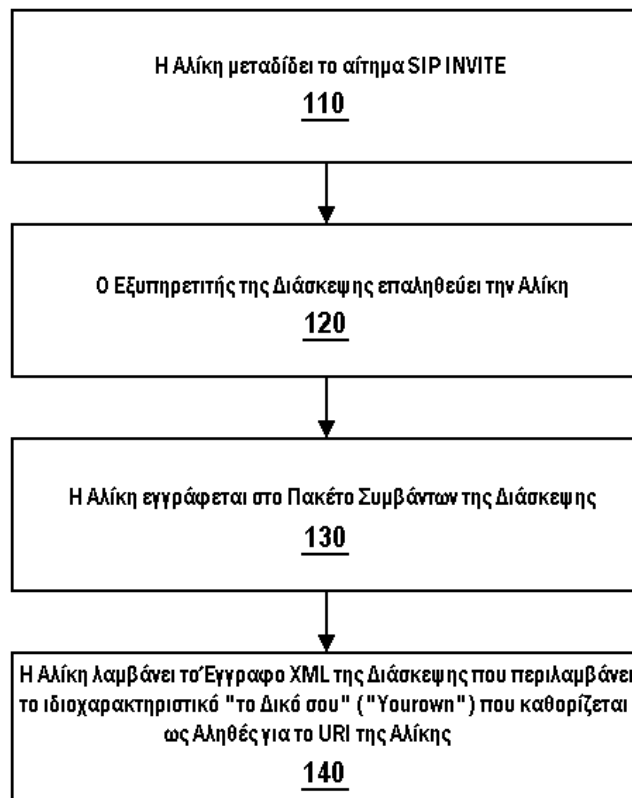 Η Αλίκη μεταδίδει το αίτημα SIP INVITE
110
Ο Εξυπηρετιτής της Διάσκεψης επαληθεύει την Αλίκη
120
Η Αλίκη εγγράφεται στο Πακέτο Συμβάντων της Διάσκεψης
130
Η Αλίκη λαμβάνει το Έγγραφο XML της Διάσκεψης που περιλαμβάνει
το ιδιοχαρακτηριστικό "το Δικό σου" ("Yourown") που καθορίζεται
ως Αληθές για το URI της Αλίκης
140